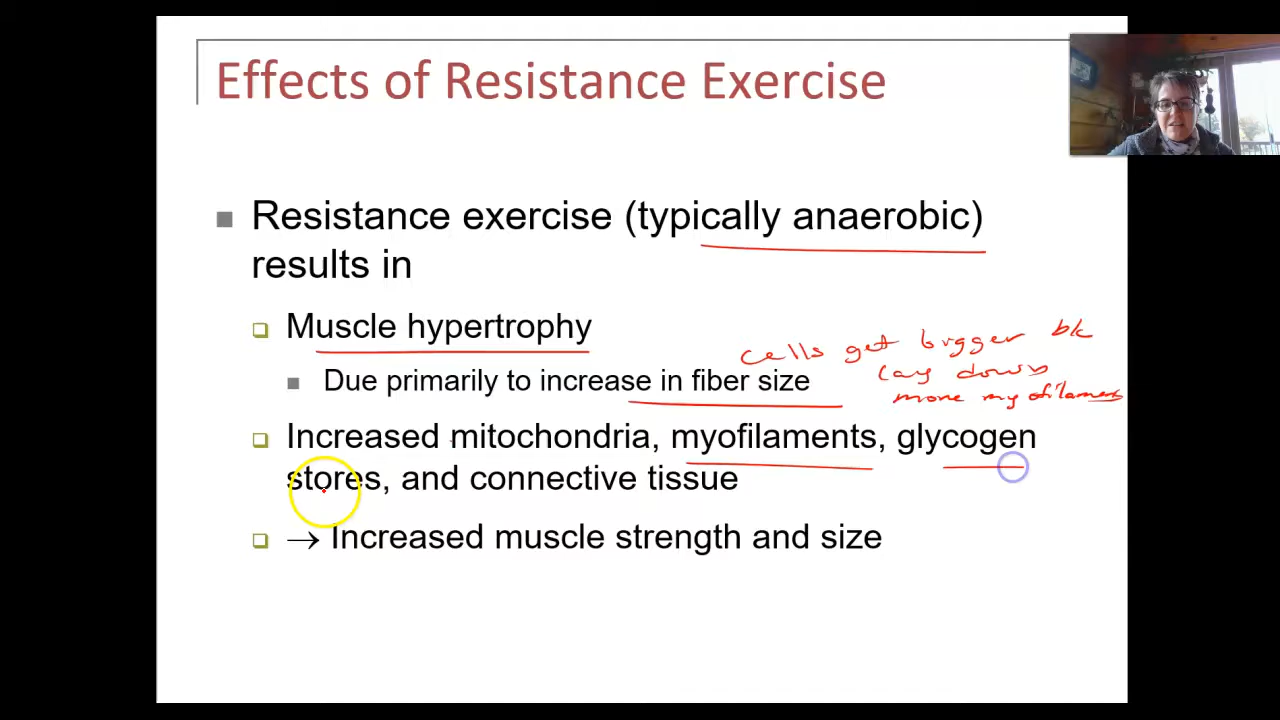 Effects of Resistance Exercise
Resistance exercise (typically anaerobic)
results in
Muscle hypertrophy
cells get bigger bc
Due primarily to increase in fiber size
lay down
more myofilaments
Increased mitochondria, myofilaments, glycogen
stores, and connective tissue
→ Increased muscle strength and size